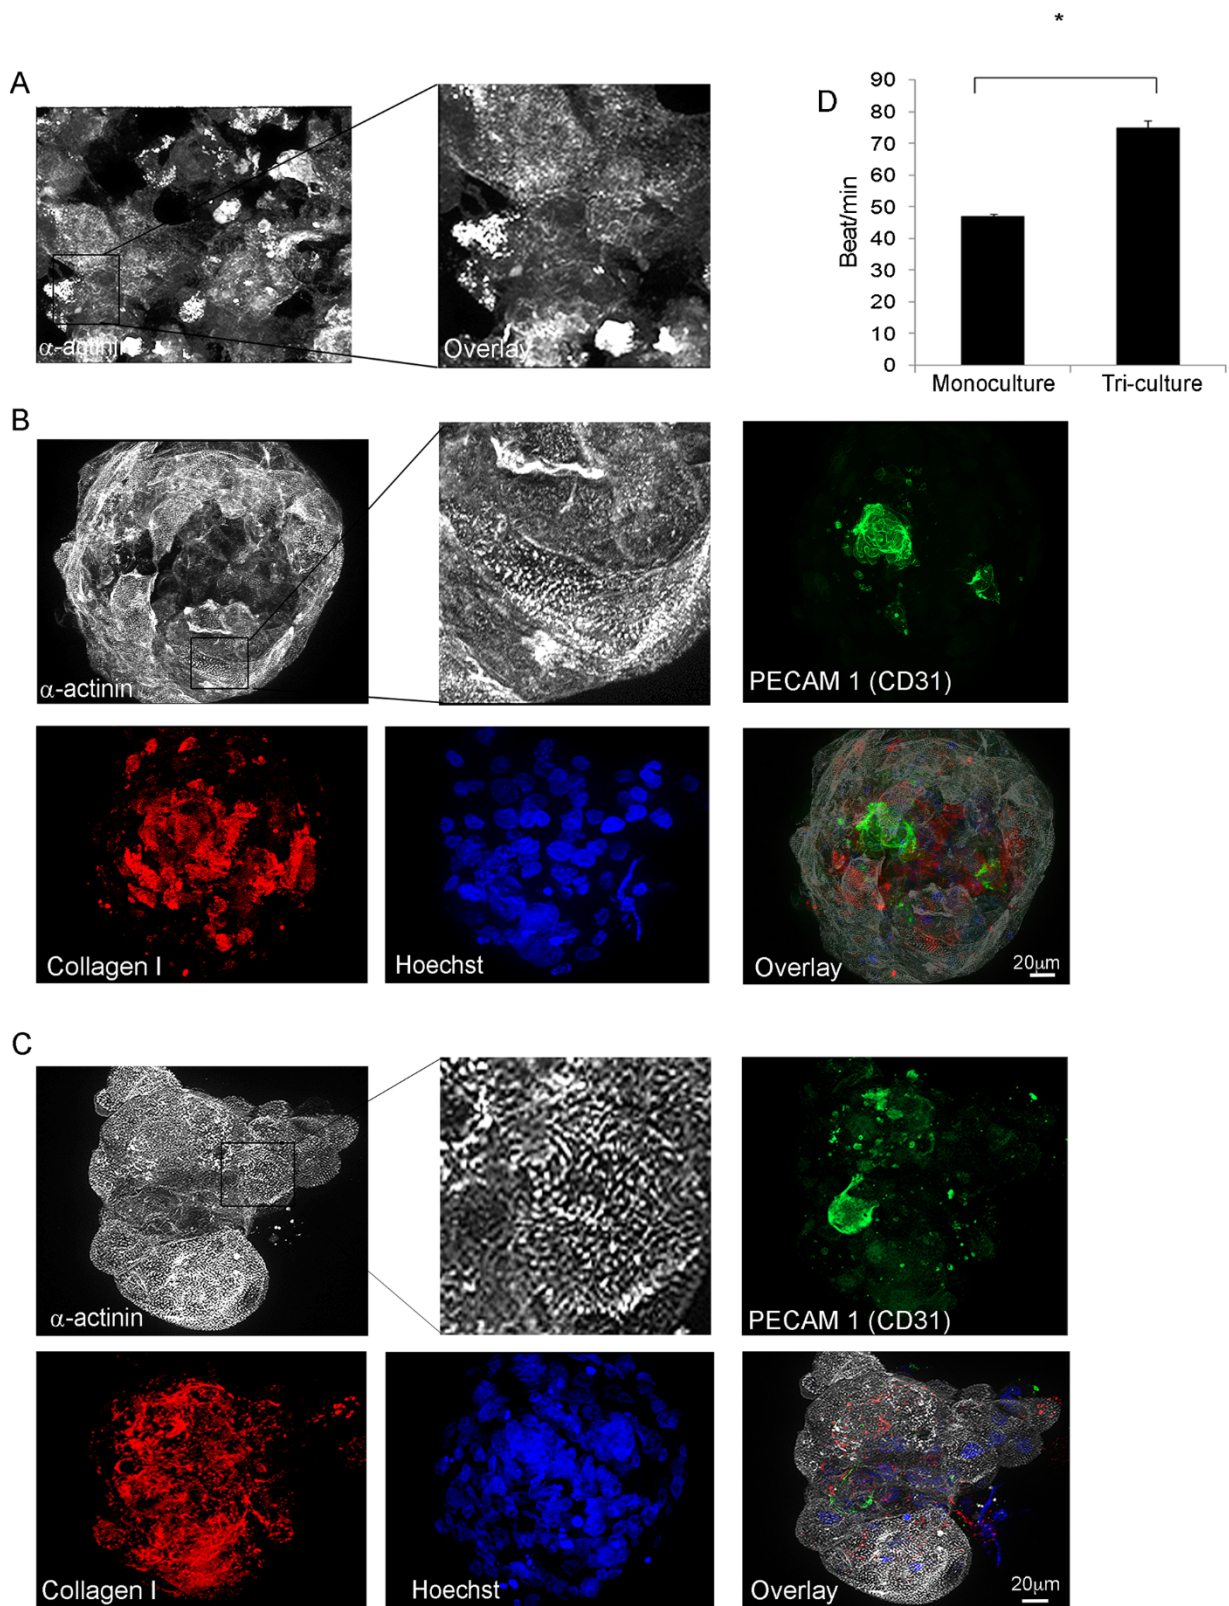 *
A
D
90
80
70
60
50
40
30
20
10
0
Beat/min
Monoculture
Tri-culture
α-actinin
Overlay
B
α-actinin
PECAM 1 (CD31)
Collagen I
Hoechst
Overlay
20μm
C
α-actinin
PECAM 1 (CD31)
Collagen I
Hoechst
Overlay
20μm